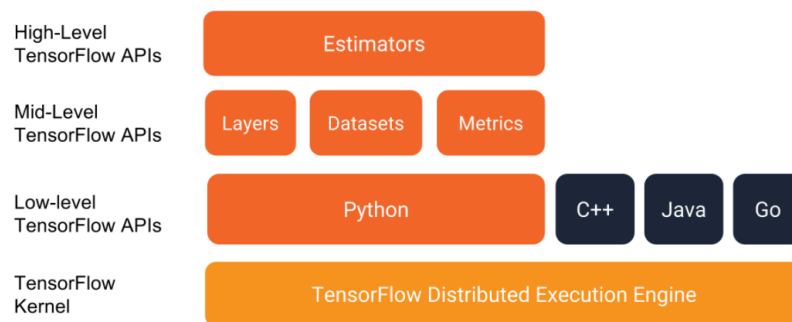 High-Level
TensorFlow APIs
Estimators
Mid-Level
TensorFlow APIs
Layers
Datasets
Metrics
Low-level
TensorFlow APIs
Python
C++
Java
Go
TensorFlow
Kernel
TensorFlow Distributed Execution Engine